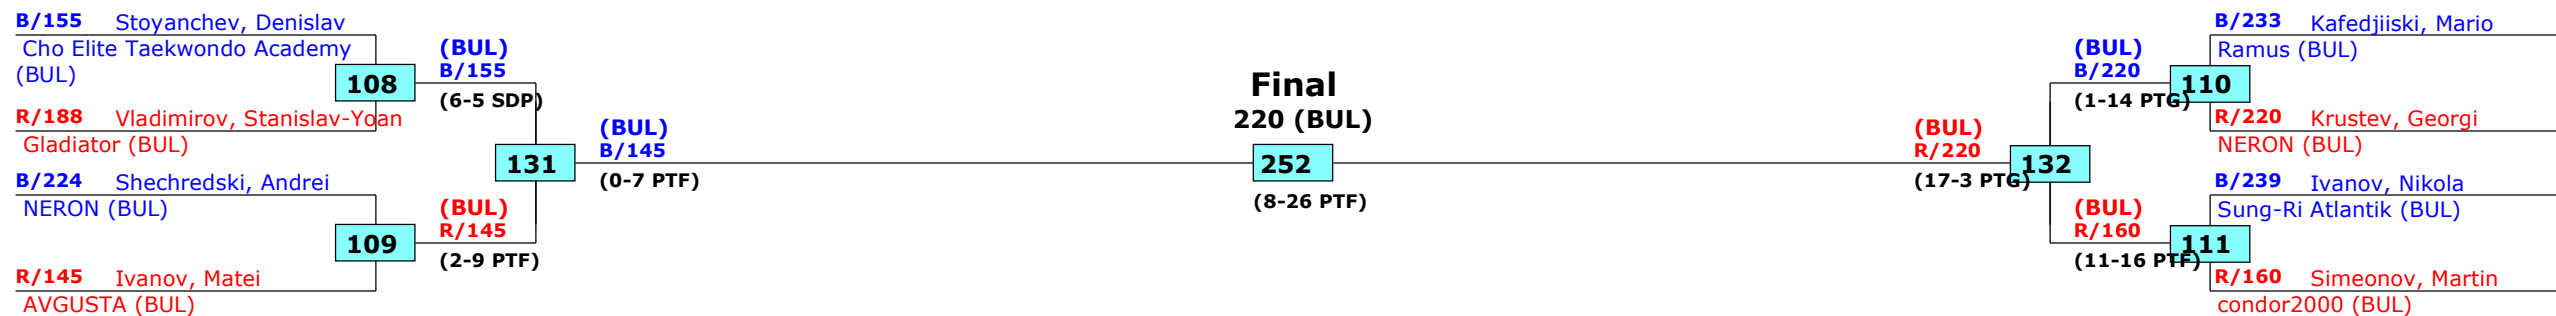 B/155 Stoyanchev, Denislav
Cho Elite Taekwondo Academy
(BUL)
108
R/188 Vladimirov, Stanislav-Yoan
Gladiator (BUL)
B/224 Shechredski, Andrei
NERON (BUL)
109
R/145 Ivanov, Matei
AVGUSTA (BUL)
(BUL)
B/155
(6-5 SDP)
131
(BUL)
R/145
(2-9 PTF)
(BUL)
B/145
(0-7 PTF)
Final
220 (BUL)
252
(8-26 PTF)
(BUL)
R/220
(17-3 PTG)
132
(BUL)
B/220
(1-14 PTG)
110
(BUL)
R/160
(11-16 PTF)
111
B/233 Kafedjiiski, Mario
Ramus (BUL)
R/220 Krustev, Georgi
NERON (BUL)
B/239 Ivanov, Nikola
Sung-Ri Atlantik (BUL)
R/160 Simeonov, Martin
condor2000 (BUL)